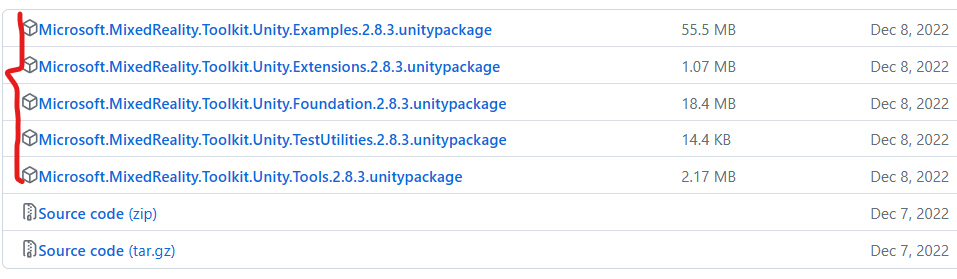 Microsoft.MixedReality.Toolkit.Unity.Examples.2.8.3.unitypackage 55.5 MB Dec 8, 2022
Microsoft.MixedReality.Toolkit.Unity.Extensions.2.8.3.unitypackage 1.07 MB Dec 8, 2022
Microsoft.MixedReality.Toolkit.Unity.Foundation.2.8.3.unitypackage 18.4 MB Dec 8, 2022
Microsoft.MixedReality.Toolkit.Unity.TestUtilities.2.8.3.unitypackage 14.4 KB Dec 8, 2022
Microsoft.MixedReality.Toolkit.Unity.Tools.2.8.3.unitypackage 2.17 MB Dec 8, 2022
Source code (zip) Dec 7, 2022
Source code (tar.gz) Dec 7, 2022